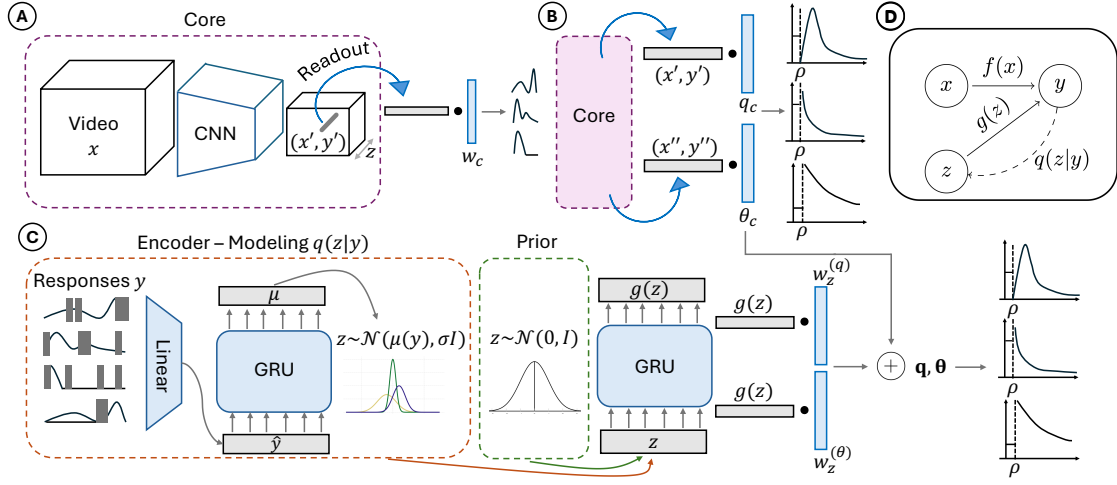 A
Core
Video
x
CNN
Readout
(x′, y′)
z
w_c
B
Core
(x′, y′)
q_c
(x′′, y′′)
θ_c
ρ
ρ
ρ
D
x
f(x)
y
g(z)
z
q(z|y)
C
Encoder – Modeling q(z|y)
Responses y
Linear
μ
GRU
ŷ
z~𝒩(μ(y), σI)
Prior
z~𝒩(0, I)
g(z)
GRU
z
g(z)
w_z^(q)
g(z)
w_z^(θ)
+
q, θ
ρ
ρ
ρ